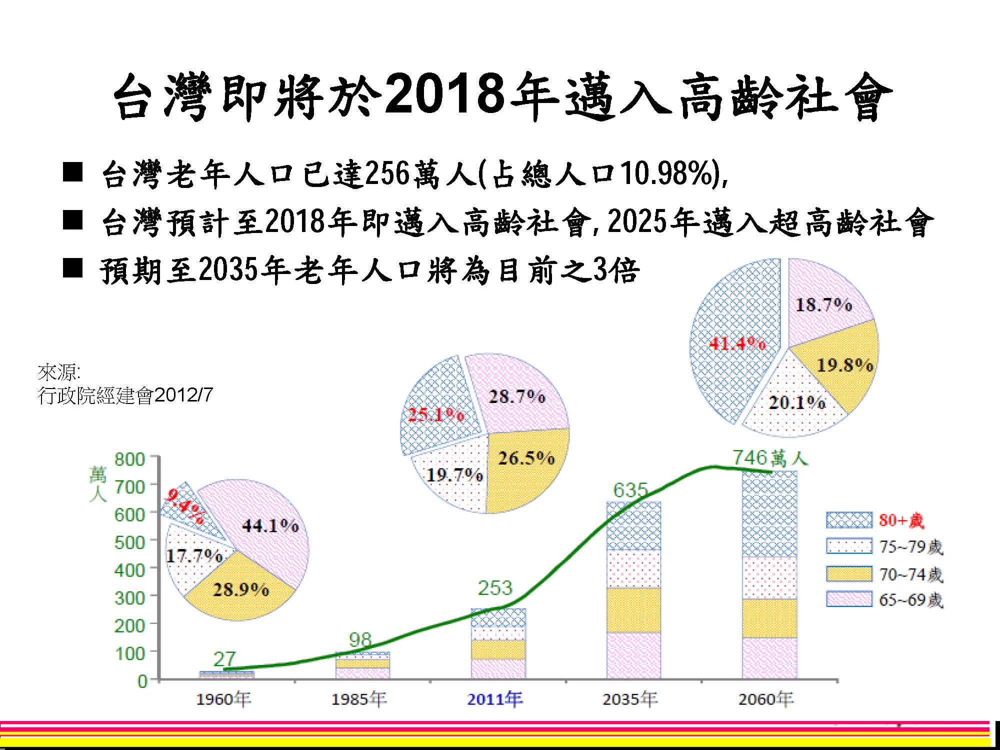 台灣即將於2018年邁入高齡社會
■ 台灣老年人口已達256萬人(占總人口10.98%),
■ 台灣預計至2018年即邁入高齡社會,2025年邁入超高齡社會
■ 預期至2035年老年人口將為目前之3倍
來源:
行政院經建會2012/7
18.7%
41.4%
19.8%
20.1%
28.7%
25.1%
26.5%
19.7%
9.4%
44.1%
17.7%
28.9%
萬人
800
700
600
500
400
300
200
100
0
27
98
253
635
746萬人
80+歲
75~79歲
70~74歲
65~69歲
1960年
1985年
2011年
2035年
2060年